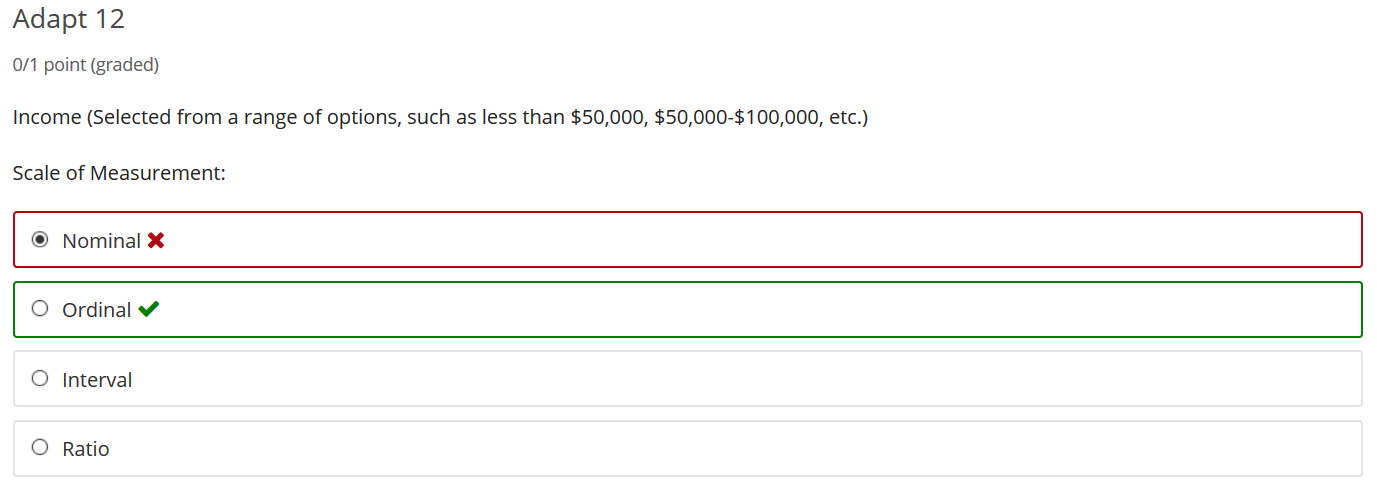 Adapt 12
0/1 point (graded)
Income (Selected from a range of options, such as less than $50,000, $50,000-$100,000, etc.)
Scale of Measurement:
Nominal ✖
Ordinal ✔
Interval
Ratio